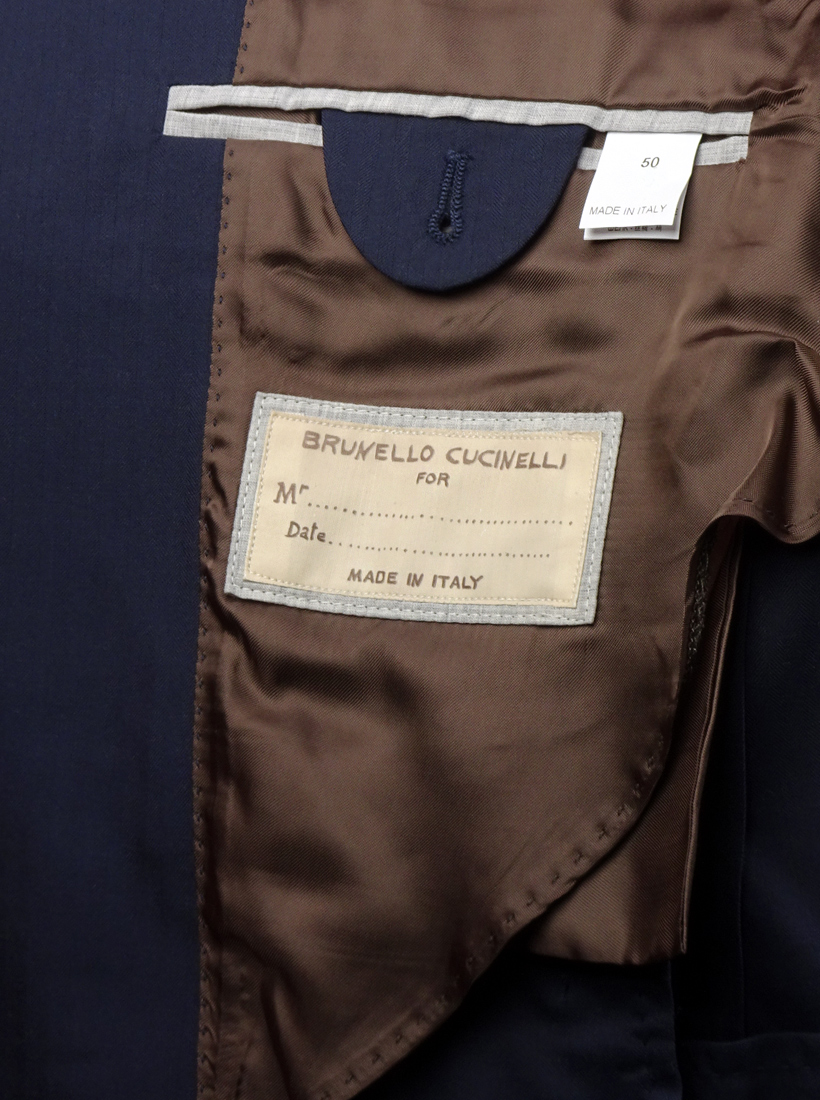 50
MADE IN ITALY
BRUNELLO CUCINELLI
FOR
Mr..............................
Date..............................
MADE IN ITALY